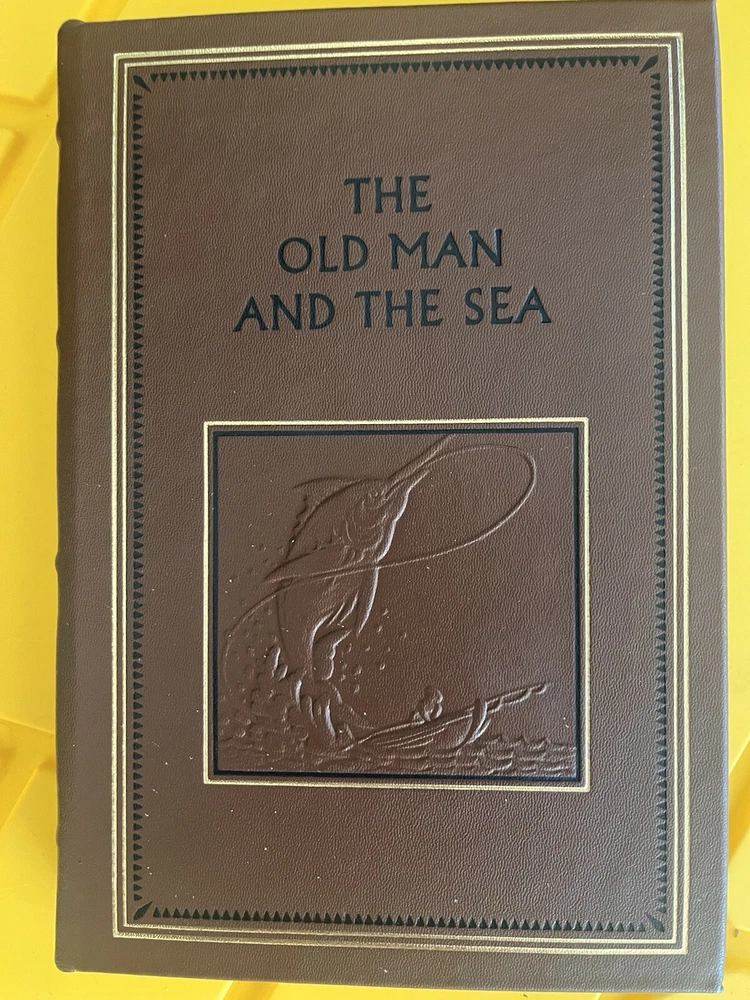 THE
OLD MAN
AND THE SEA